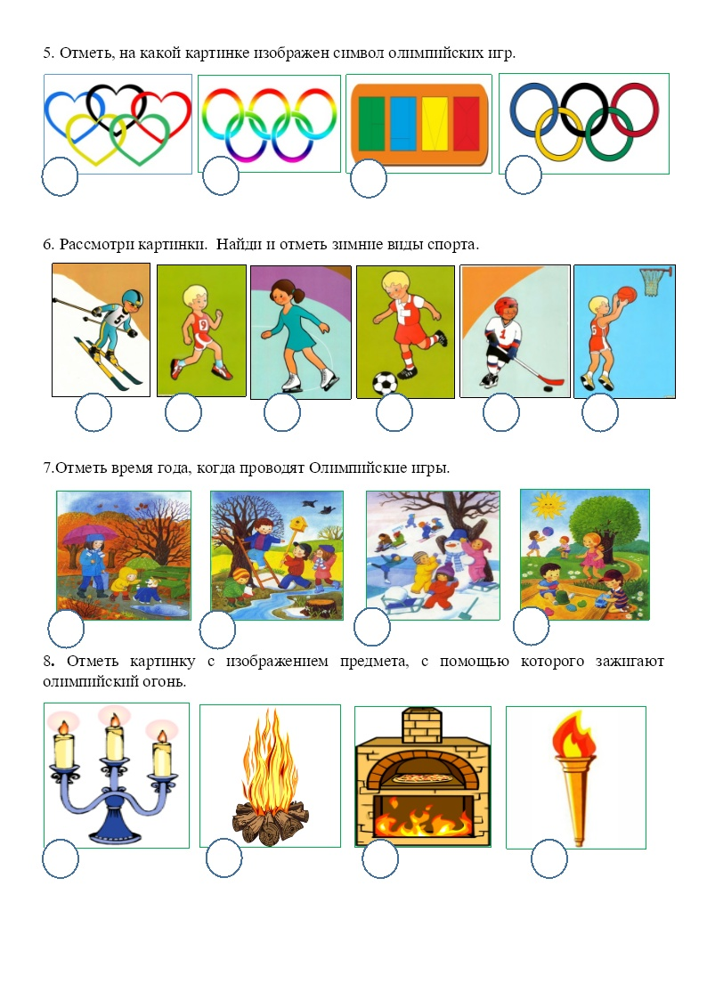 5. Отметь, на какой картинке изображен символ олимпийских игр.
6. Рассмотри картинки.  Найди и отметь зимние виды спорта.
5
9
1
5
7.Отметь время года, когда проводят Олимпийские игры.
8. Отметь картинку с изображением предмета, с помощью которого зажигают
олимпийский огонь.